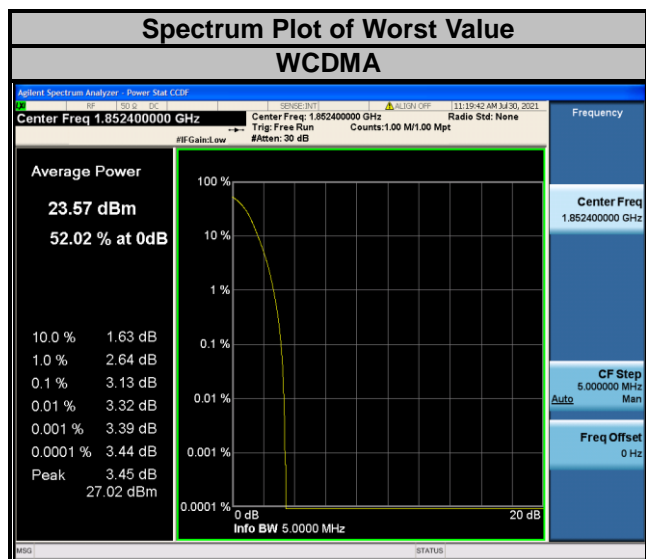 Spectrum Plot of Worst Value
WCDMA
Agilent Spectrum Analyzer - Power Stat CCDF
RF 50 Ω DC SENSE:INT ALIGN OFF 11:19:42 AM Jul 30, 2021
Center Freq 1.852400000 GHz
Center Freq: 1.852400000 GHz Radio Std: None
Trig: Free Run Counts:1.00 M/1.00 Mpt
#IFGain:Low #Atten: 30 dB
Frequency
Average Power
23.57 dBm
52.02 % at 0dB
10.0 % 1.63 dB
1.0 % 2.64 dB
0.1 % 3.13 dB
0.01 % 3.32 dB
0.001 % 3.39 dB
0.0001 % 3.44 dB
Peak 3.45 dB
27.02 dBm
100 %
10 %
1 %
0.1 %
0.01 %
0.001 %
0.0001 %
0 dB 20 dB
Info BW 5.0000 MHz
Center Freq
1.852400000 GHz
CF Step
5.000000 MHz
Auto Man
Freq Offset
0 Hz
MSG STATUS